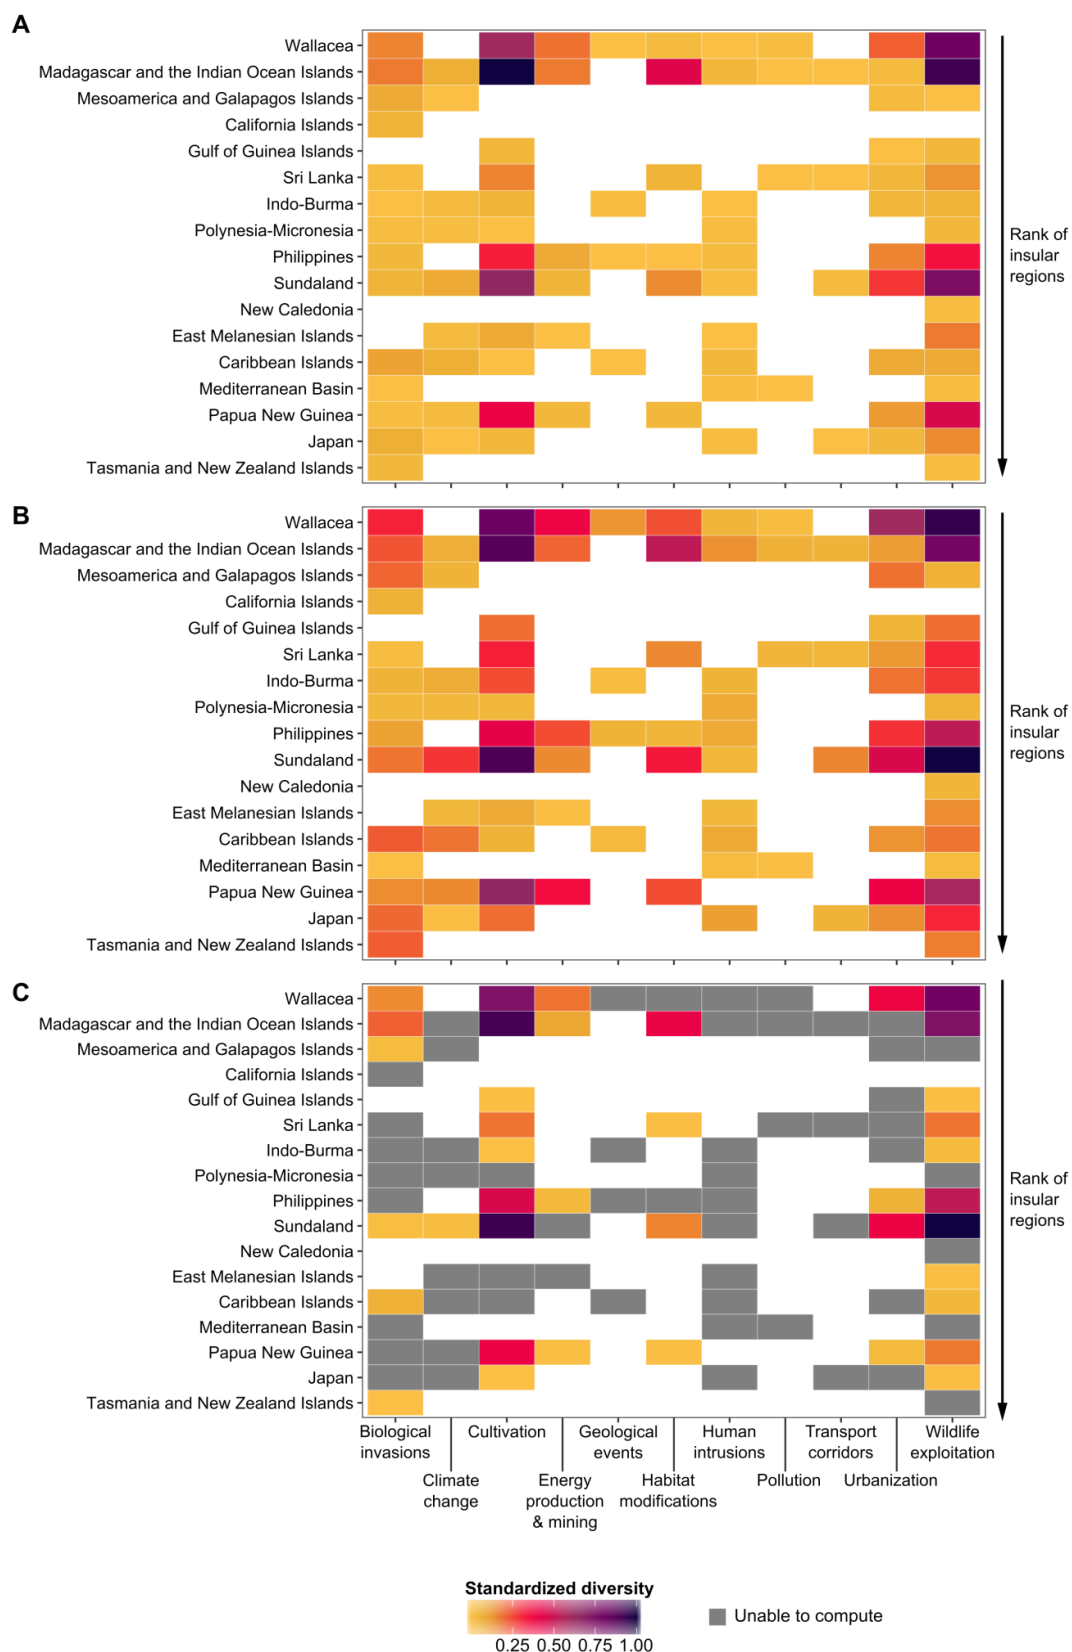 A
Wallacea
Madagascar and the Indian Ocean Islands
Mesoamerica and Galapagos Islands
California Islands
Gulf of Guinea Islands
Sri Lanka
Indo-Burma
Polynesia-Micronesia
Philippines
Sundaland
New Caledonia
East Melanesian Islands
Caribbean Islands
Mediterranean Basin
Papua New Guinea
Japan
Tasmania and New Zealand Islands
Rank of
insular
regions
B
Wallacea
Madagascar and the Indian Ocean Islands
Mesoamerica and Galapagos Islands
California Islands
Gulf of Guinea Islands
Sri Lanka
Indo-Burma
Polynesia-Micronesia
Philippines
Sundaland
New Caledonia
East Melanesian Islands
Caribbean Islands
Mediterranean Basin
Papua New Guinea
Japan
Tasmania and New Zealand Islands
Rank of
insular
regions
C
Wallacea
Madagascar and the Indian Ocean Islands
Mesoamerica and Galapagos Islands
California Islands
Gulf of Guinea Islands
Sri Lanka
Indo-Burma
Polynesia-Micronesia
Philippines
Sundaland
New Caledonia
East Melanesian Islands
Caribbean Islands
Mediterranean Basin
Papua New Guinea
Japan
Tasmania and New Zealand Islands
Rank of
insular
regions
Biological
invasions
Climate
change
Cultivation
Energy
production
& mining
Geological
events
Habitat
modifications
Human
intrusions
Pollution
Transport
corridors
Urbanization
Wildlife
exploitation
Standardized diversity
0.25 0.50 0.75 1.00
Unable to compute